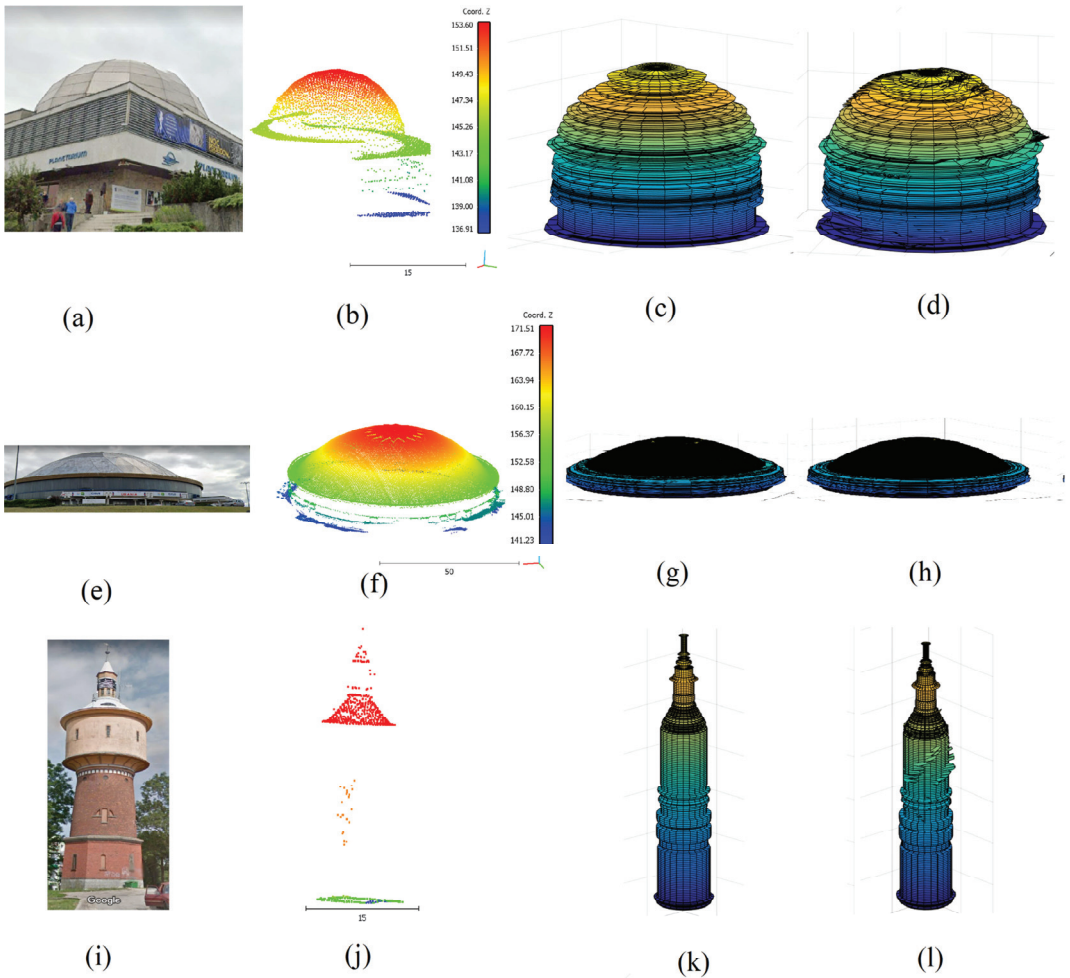 Coord. Z
153.60
151.51
149.43
147.34
145.26
143.17
141.08
139.00
136.91
PLANETARIUM
15
(a)
(b)
(c)
(d)
Coord. Z
171.51
167.72
163.94
160.15
156.37
152.58
148.80
145.01
141.23
50
(e)
(f)
(g)
(h)
Google
15
(i)
(j)
(k)
(l)